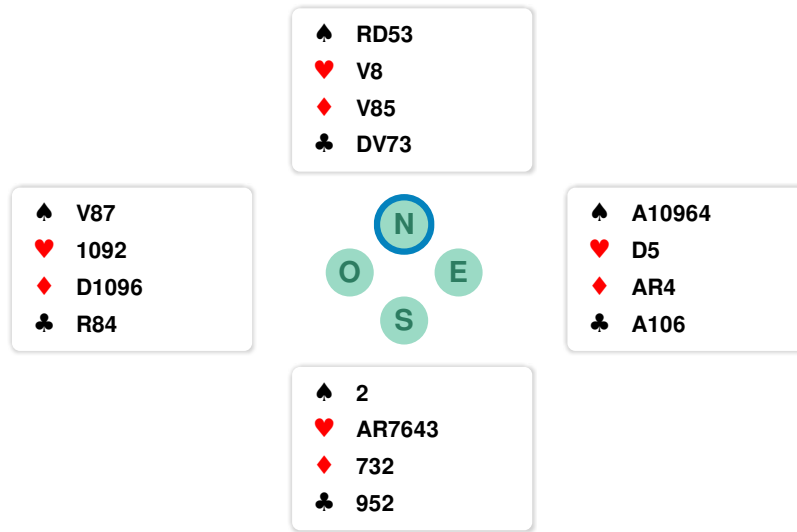 ♠ RD53
♥ V8
♦ V85
♣ DV73
♠ V87
♥ 1092
♦ D1096
♣ R84
N
O E
S
♠ A10964
♥ D5
♦ AR4
♣ A106
♠ 2
♥ AR7643
♦ 732
♣ 952